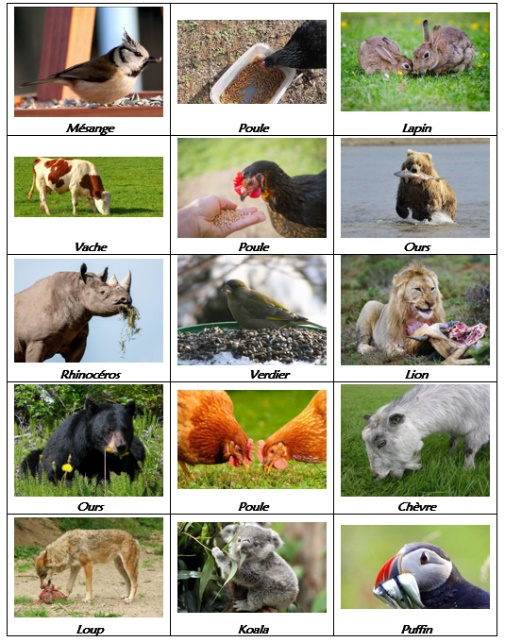 Mésange
Poule
Lapin
Vache
Poule
Ours
Rhinocéros
Verdier
Lion
Ours
Poule
Chèvre
Loup
Koala
Puffin